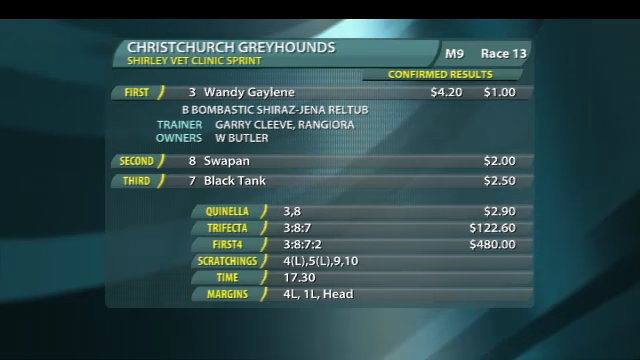 CHRISTCHURCH GREYHOUNDS
SHIRLEY VET CLINIC SPRINT
M9 Race 13
CONFIRMED RESULTS
FIRST 3 Wandy Gaylene $4.20 $1.00
B BOMBASTIC SHIRAZ-JENA RELTUB
TRAINER GARRY CLEEVE, RANGIORA
OWNERS W BUTLER
SECOND 8 Swapan $2.00
THIRD 7 Black Tank $2.50
QUINELLA 3,8 $2.90
TRIFECTA 3:8:7 $122.60
FIRST4 3:8:7:2 $480.00
SCRATCHINGS 4(L),5(L),9,10
TIME 17.30
MARGINS 4L, 1L, Head